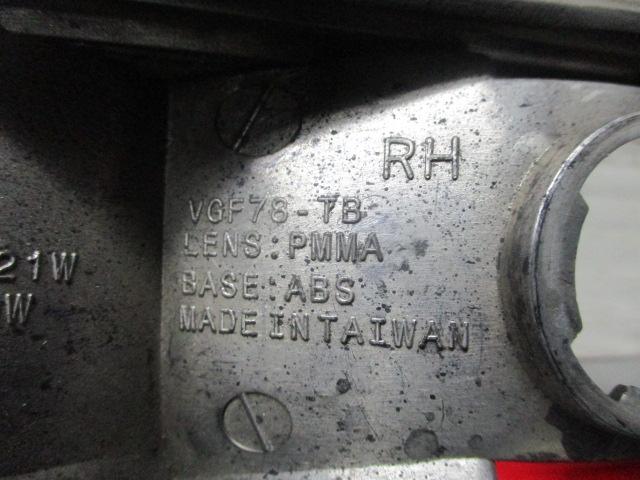 RH
VGF78-TB
LENS:PMMA
BASE:ABS
MADE IN TAIWAN
21W
W